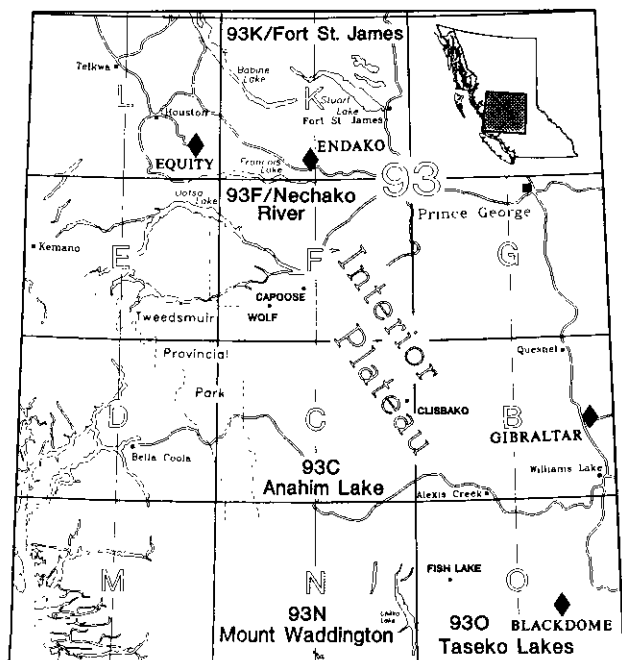 93K/Fort St. James
Telkwa
Babine
Lake
L
K
Stuart
Lake
Houston
Fort St. James
ENDAKO
EQUITY
Francois
Lake
93
93F/Nechako
River
Ootsa
Lake
Prince George
Kemano
E
F
G
Interior
Plateau
CAPOOSE
WOLF
Tweedsmuir
Provincial
Park
Quesnel
D
C
CLISBAKO
B
GIBRALTAR
Bella Coola
93C
Anahim Lake
Williams Lake
Alexis Creek
M
N
FISH LAKE
O
Lake
93N
Mount Waddington
93O
BLACKDOME
Taseko Lakes